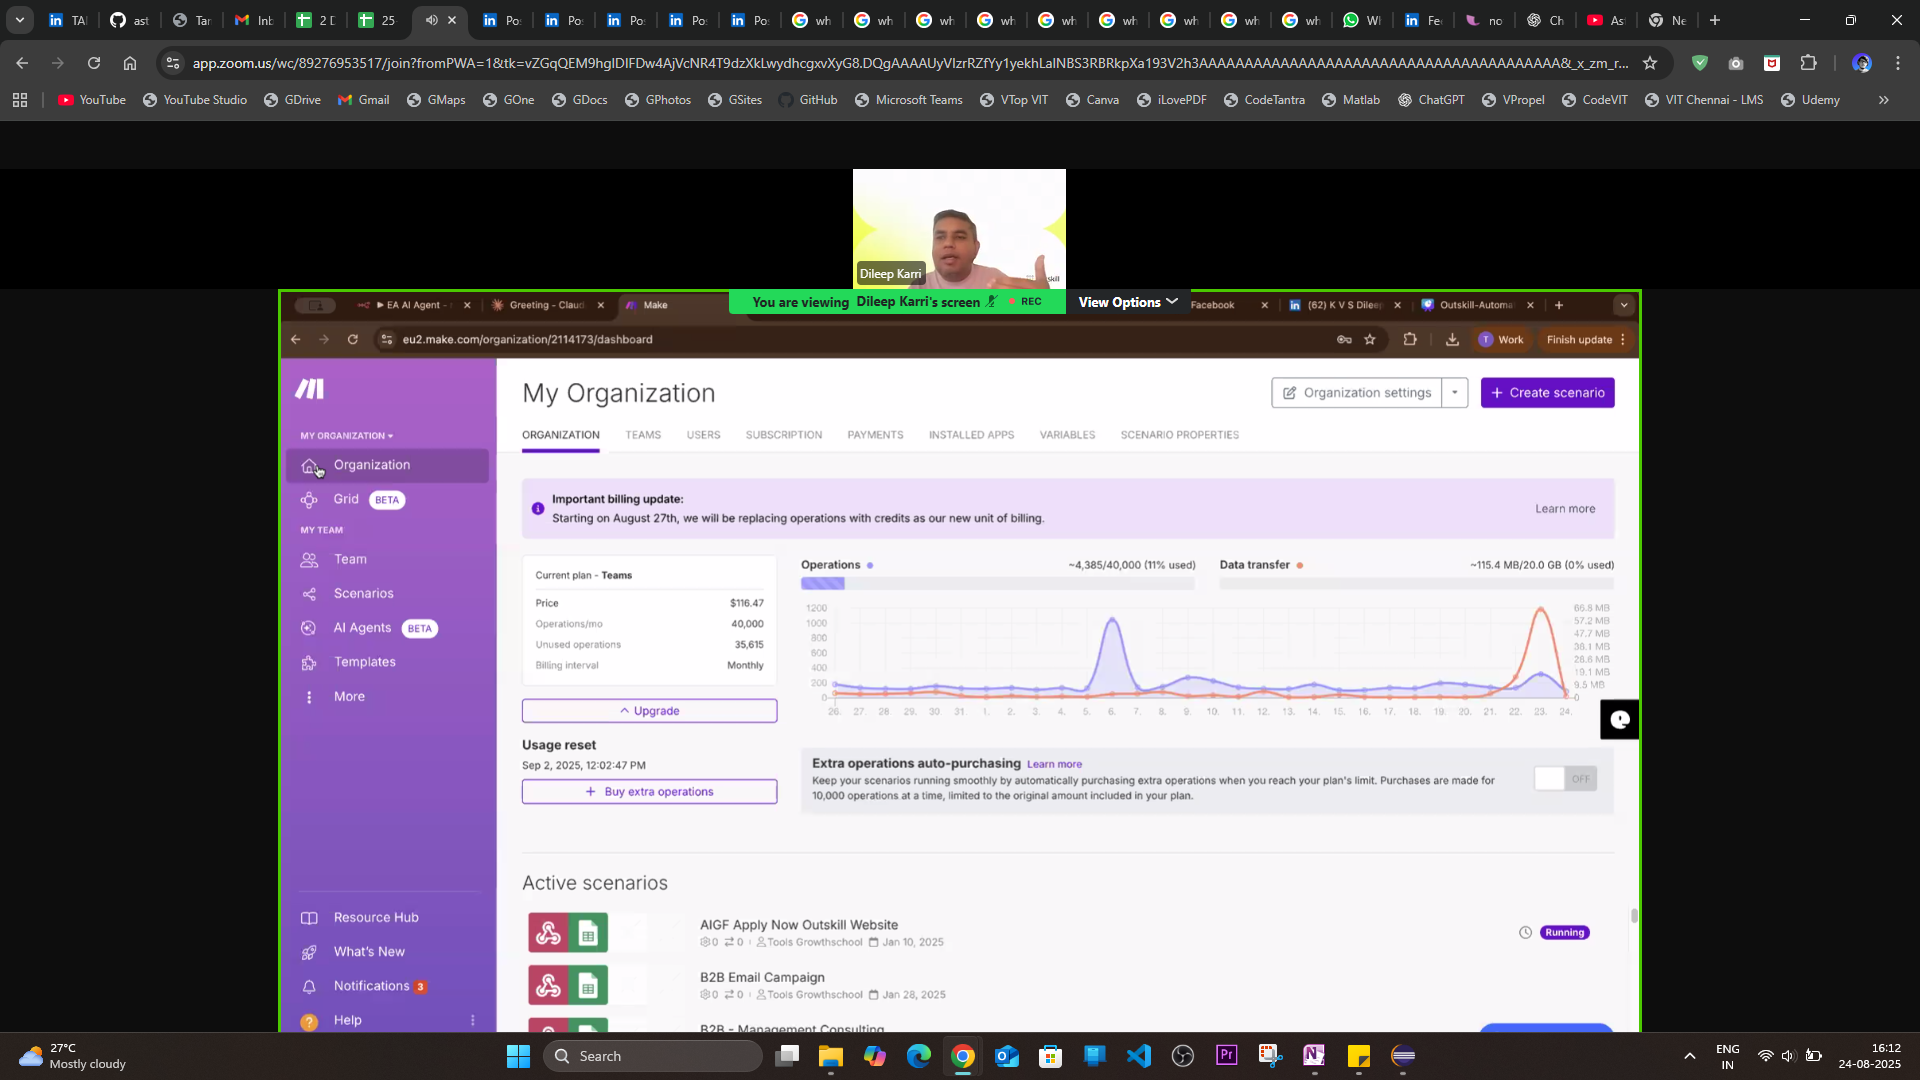 TAI
ast
Tar
Inb
2 D
25-
Po:
Po:
Po:
Po:
Po:
wh
wh
wh
wh
wh
wh
wh
wh
wh
Wl
Fe
no
Ch
As
Ne
app.zoom.us/wc/89276953517/join?fromPWA=1&tk=
YouTube
YouTube Studio
GDrive
Gmail
GMaps
GOne
GDocs
GPhotos
GSites
GitHub
Microsoft Teams
VTop VIT
Canva
iLovePDF
CodeTantra
Matlab
ChatGPT
VPropel
CodeVIT
VIT Chennai - LMS
Udemy
Dileep Karri
You are viewing Dileep Karri's screen REC
View Options
EA AI Agent -
Greeting - Claud
Make
Facebook
(62) K V S Dilee
Outskill-Automa
eu2.make.com/organization/2114173/dashboard
T Work
Finish update
MY ORGANIZATION
Organization
Grid BETA
MY TEAM
Team
Scenarios
AI Agents BETA
Templates
More
Resource Hub
What's New
Notifications 3
? Help
My Organization
Organization settings
+ Create scenario
ORGANIZATION
TEAMS
USERS
SUBSCRIPTION
PAYMENTS
INSTALLED APPS
VARIABLES
SCENARIO PROPERTIES
Important billing update:
Starting on August 27th, we will be replacing operations with credits as our new unit of billing.
Learn more
Current plan - Teams
Price $116.47
Operations/mo 40,000
Unused operations 35,615
Billing interval Monthly
Upgrade
Usage reset
Sep 2, 2025, 12:02:47 PM
+ Buy extra operations
Operations ~4,385/40,000 (11% used)
Data transfer ~115.4 MB/20.0 GB (0% used)
1200
1000
800
600
400
200
0
66.8 MB
57.2 MB
47.7 MB
38.1 MB
28.6 MB
19.1 MB
9.5 MB
0
26. 27. 28. 29. 30. 31. 1. 2. 3. 4. 5. 6. 7. 8. 9. 10. 11. 12. 13. 14. 15. 16. 17. 18. 19. 20. 21. 22. 23. 24.
Extra operations auto-purchasing Learn more
Keep your scenarios running smoothly by automatically purchasing extra operations when you reach your plan's limit. Purchases are made for
10,000 operations at a time, limited to the original amount included in your plan.
OFF
Active scenarios
AIGF Apply Now Outskill Website
0 0 Tools Growthschool Jan 10, 2025
Running
B2B Email Campaign
0 0 Tools Growthschool Jan 28, 2025
B2B - Management Consulting
27°C
Mostly cloudy
Search
Pr
N
ENG
IN
16:12
24-08-2025